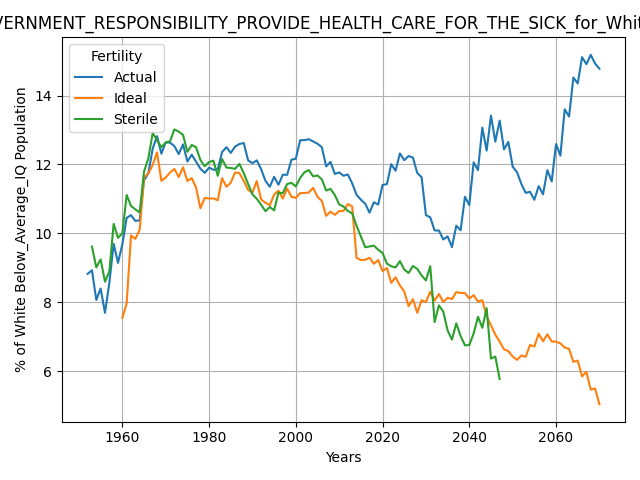 VERNMENT_RESPONSIBILITY_PROVIDE_HEALTH_CARE_FOR_THE_SICK_for_Whit
Fertility
Actual
Ideal
Sterile
% of White Below_Average_IQ Population
14
12
10
8
6
1960
1980
2000
2020
2040
2060
Years